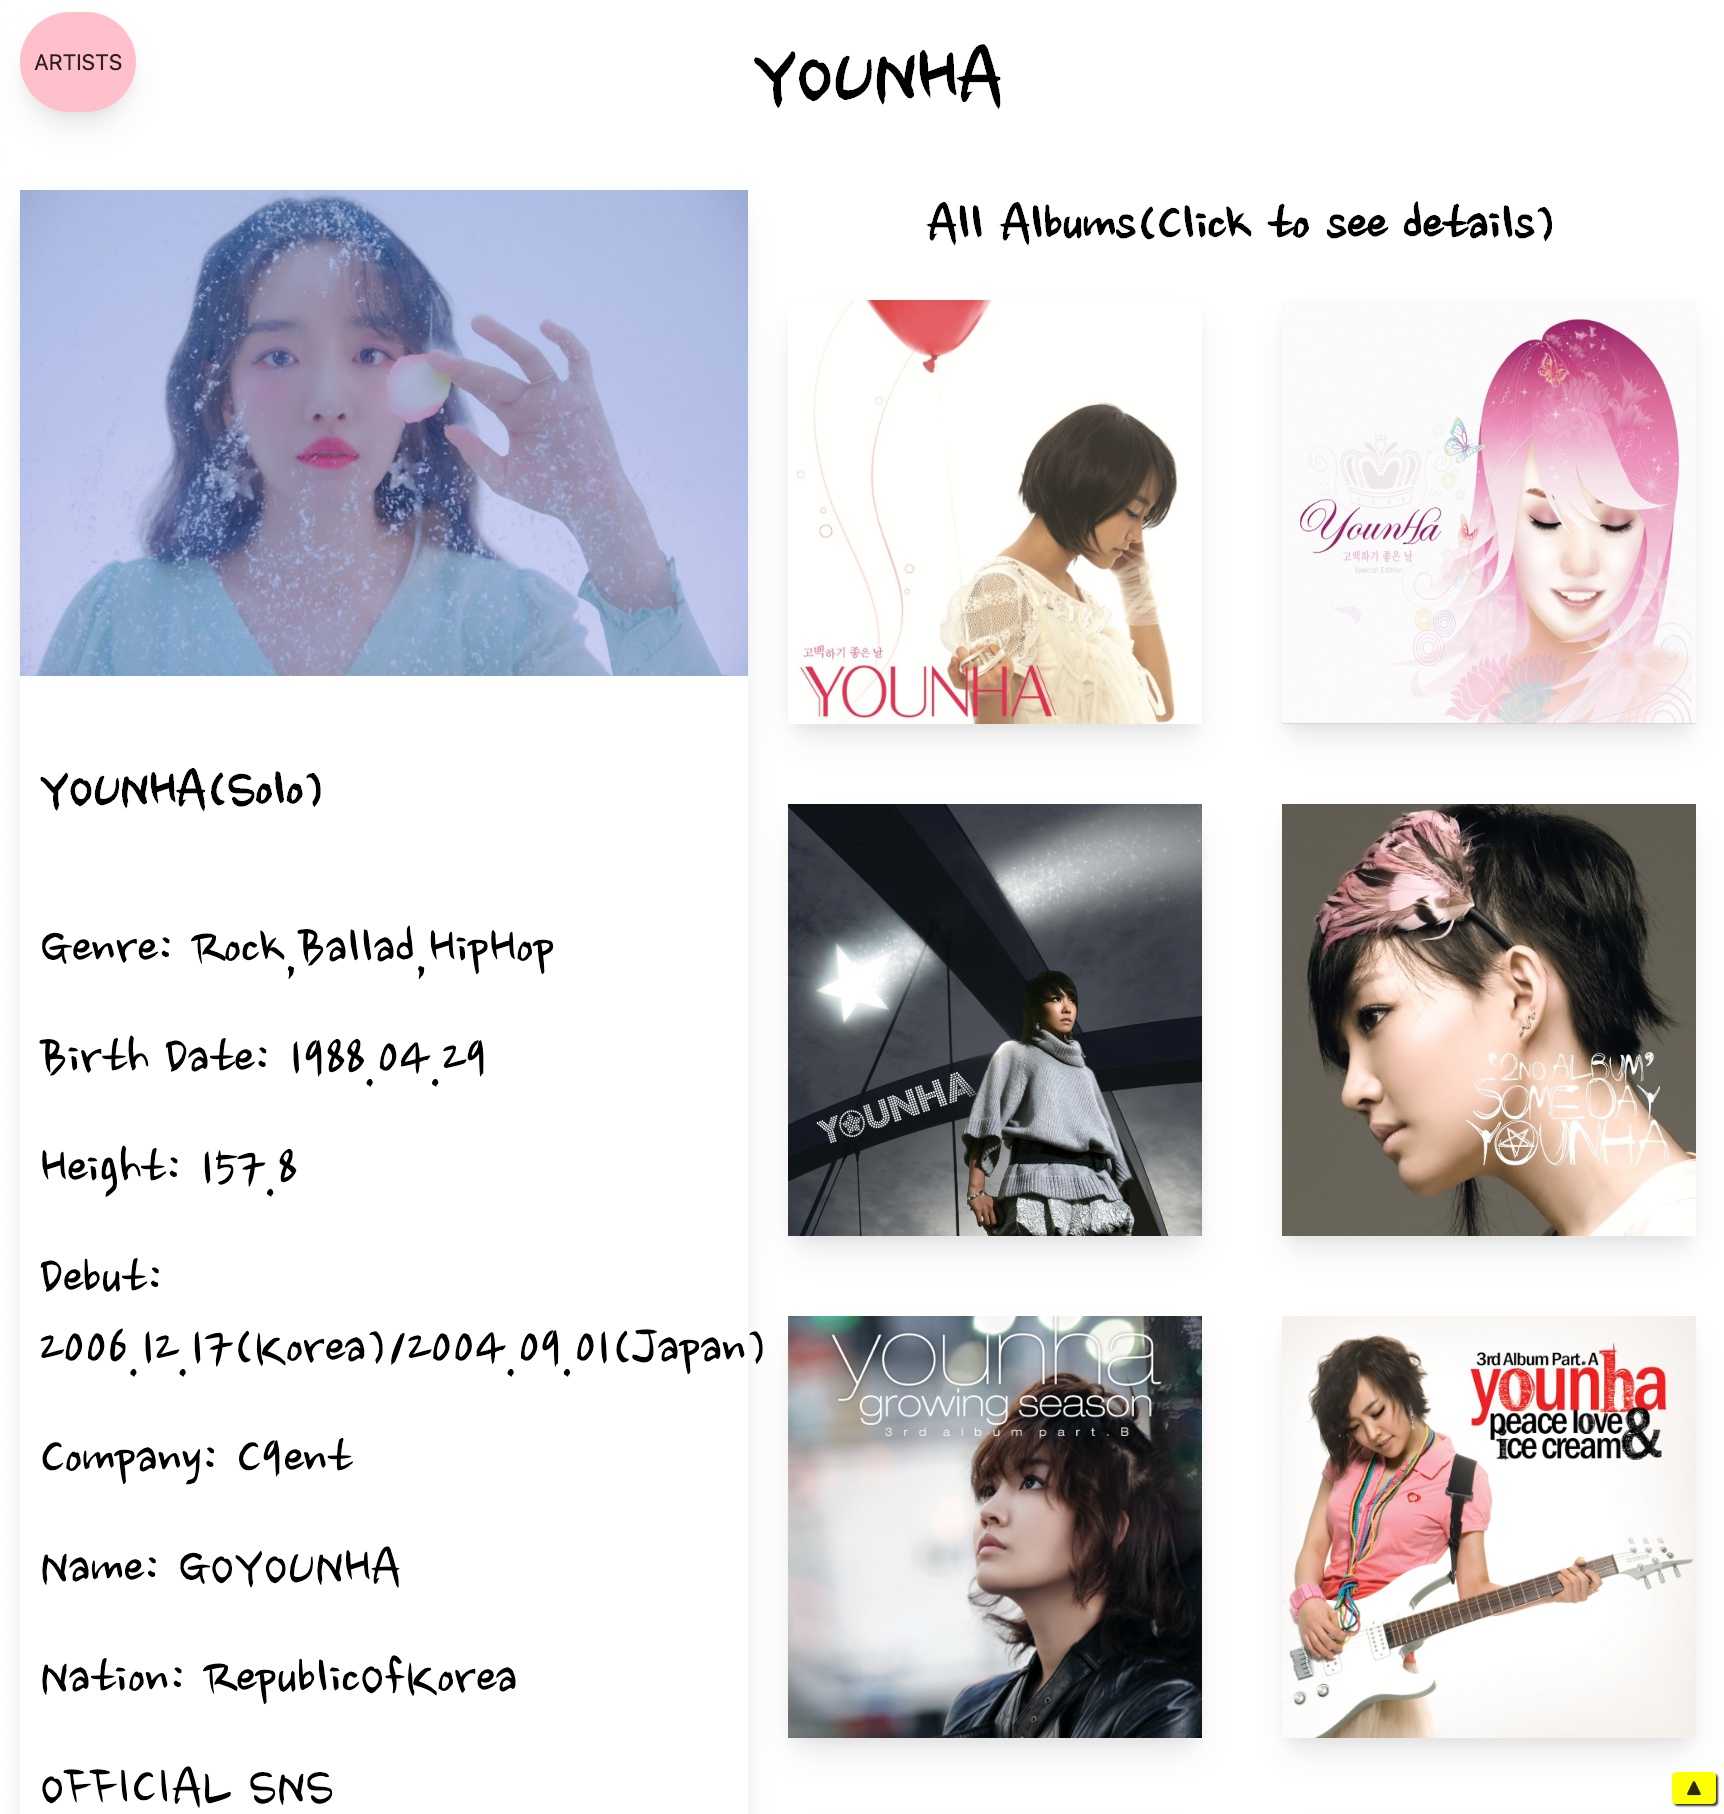 ARTISTS
YOUNHA
YOUNHA(Solo)
Genre: Rock,Ballad,HipHop
Birth Date: 1988.04.29
Height: 157.8
Debut:
2006.12.17(Korea)/2004.09.01(Japan)
Company: C9ent
Name: GOYOUNHA
Nation: RepublicOfKorea
OFFICIAL SNS
All Albums(Click to see details)
고백하기 좋은 날
YOUNHA
YounHa
고백하기 좋은 날
Special Edition
YOUNHA
'2ND ALBUM'
SOMEDAY
YOUNHA
younha
growing season
3rd album part.B
3rd Album Part.A
younha
peace love &
ice cream
▲